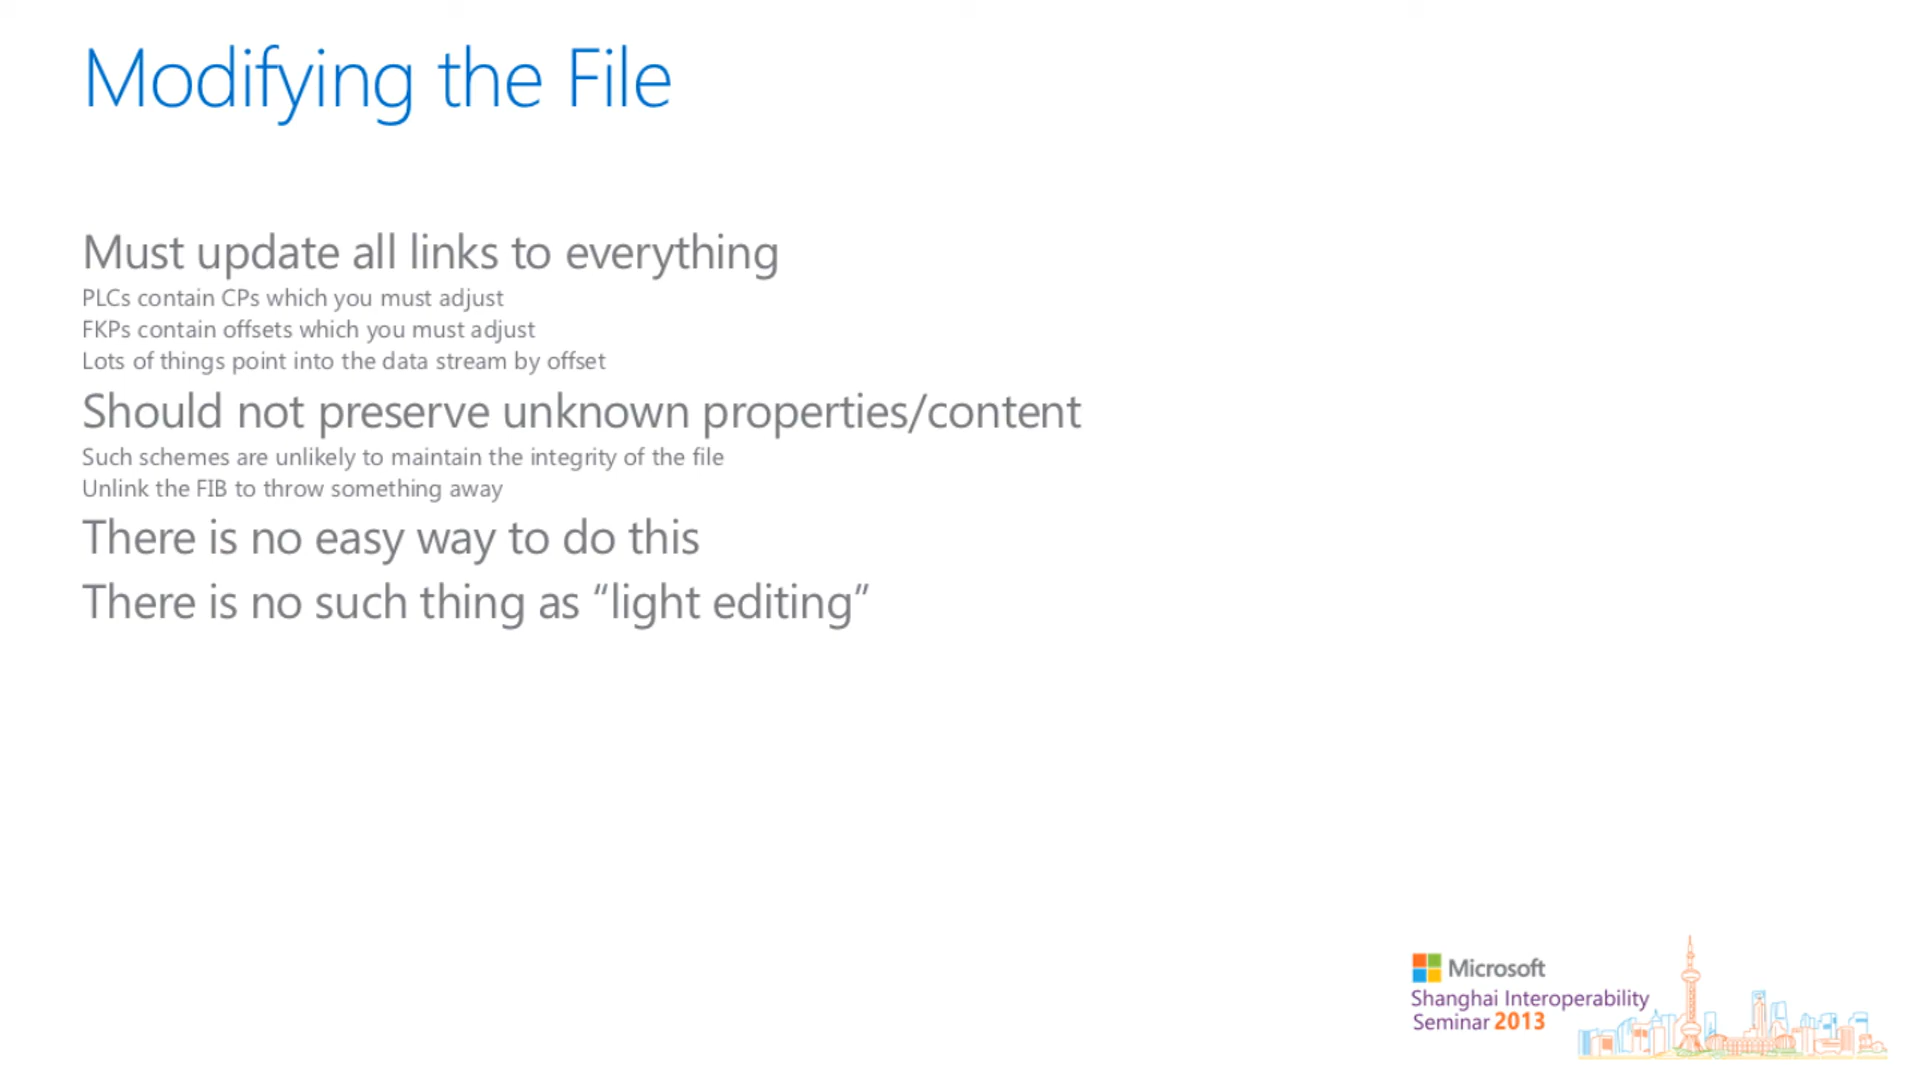 Modifying the File
Must update all links to everything
PLCs contain CPs which you must adjust
FKPs contain offsets which you must adjust
Lots of things point into the data stream by offset
Should not preserve unknown properties/content
Such schemes are unlikely to maintain the integrity of the file
Unlink the FIB to throw something away
There is no easy way to do this
There is no such thing as “light editing”
Microsoft
Shanghai Interoperability
Seminar 2013